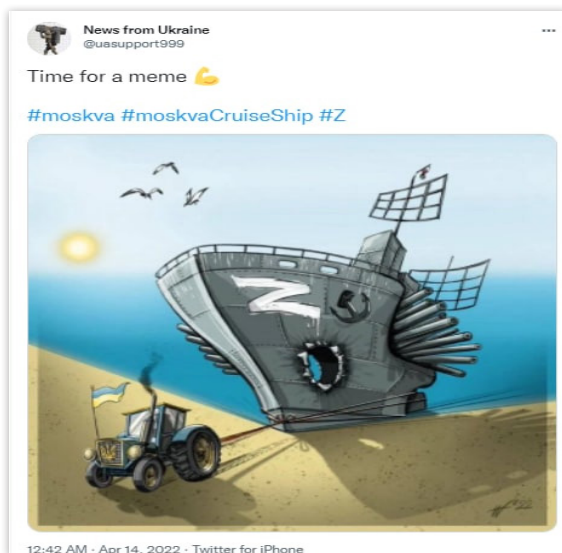 News from Ukraine
@uasupport999
Time for a meme 💪
#moskva #moskvaCruiseShip #Z
Z
12:42 AM · Apr 14, 2022 · Twitter for iPhone